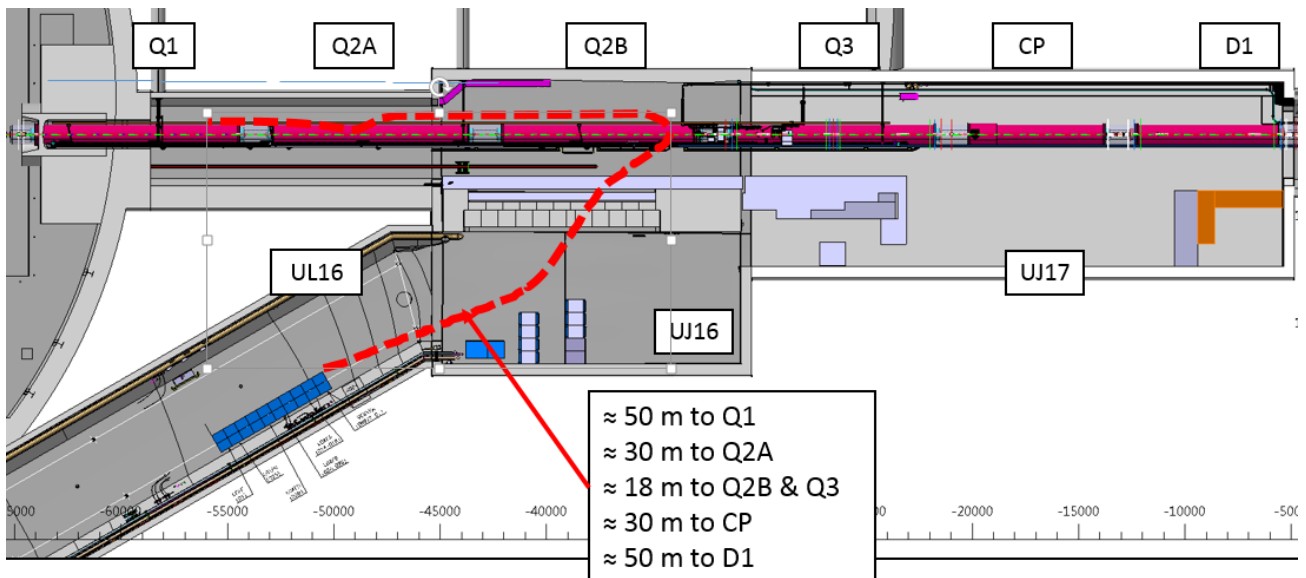 Q1
Q2A
Q2B
Q3
CP
D1
UL16
UJ17
UJ16
≈ 50 m to Q1
≈ 30 m to Q2A
≈ 18 m to Q2B & Q3
≈ 30 m to CP
≈ 50 m to D1
-60000
-55000
-50000
-45000
-40000
-20000
-15000
-10000